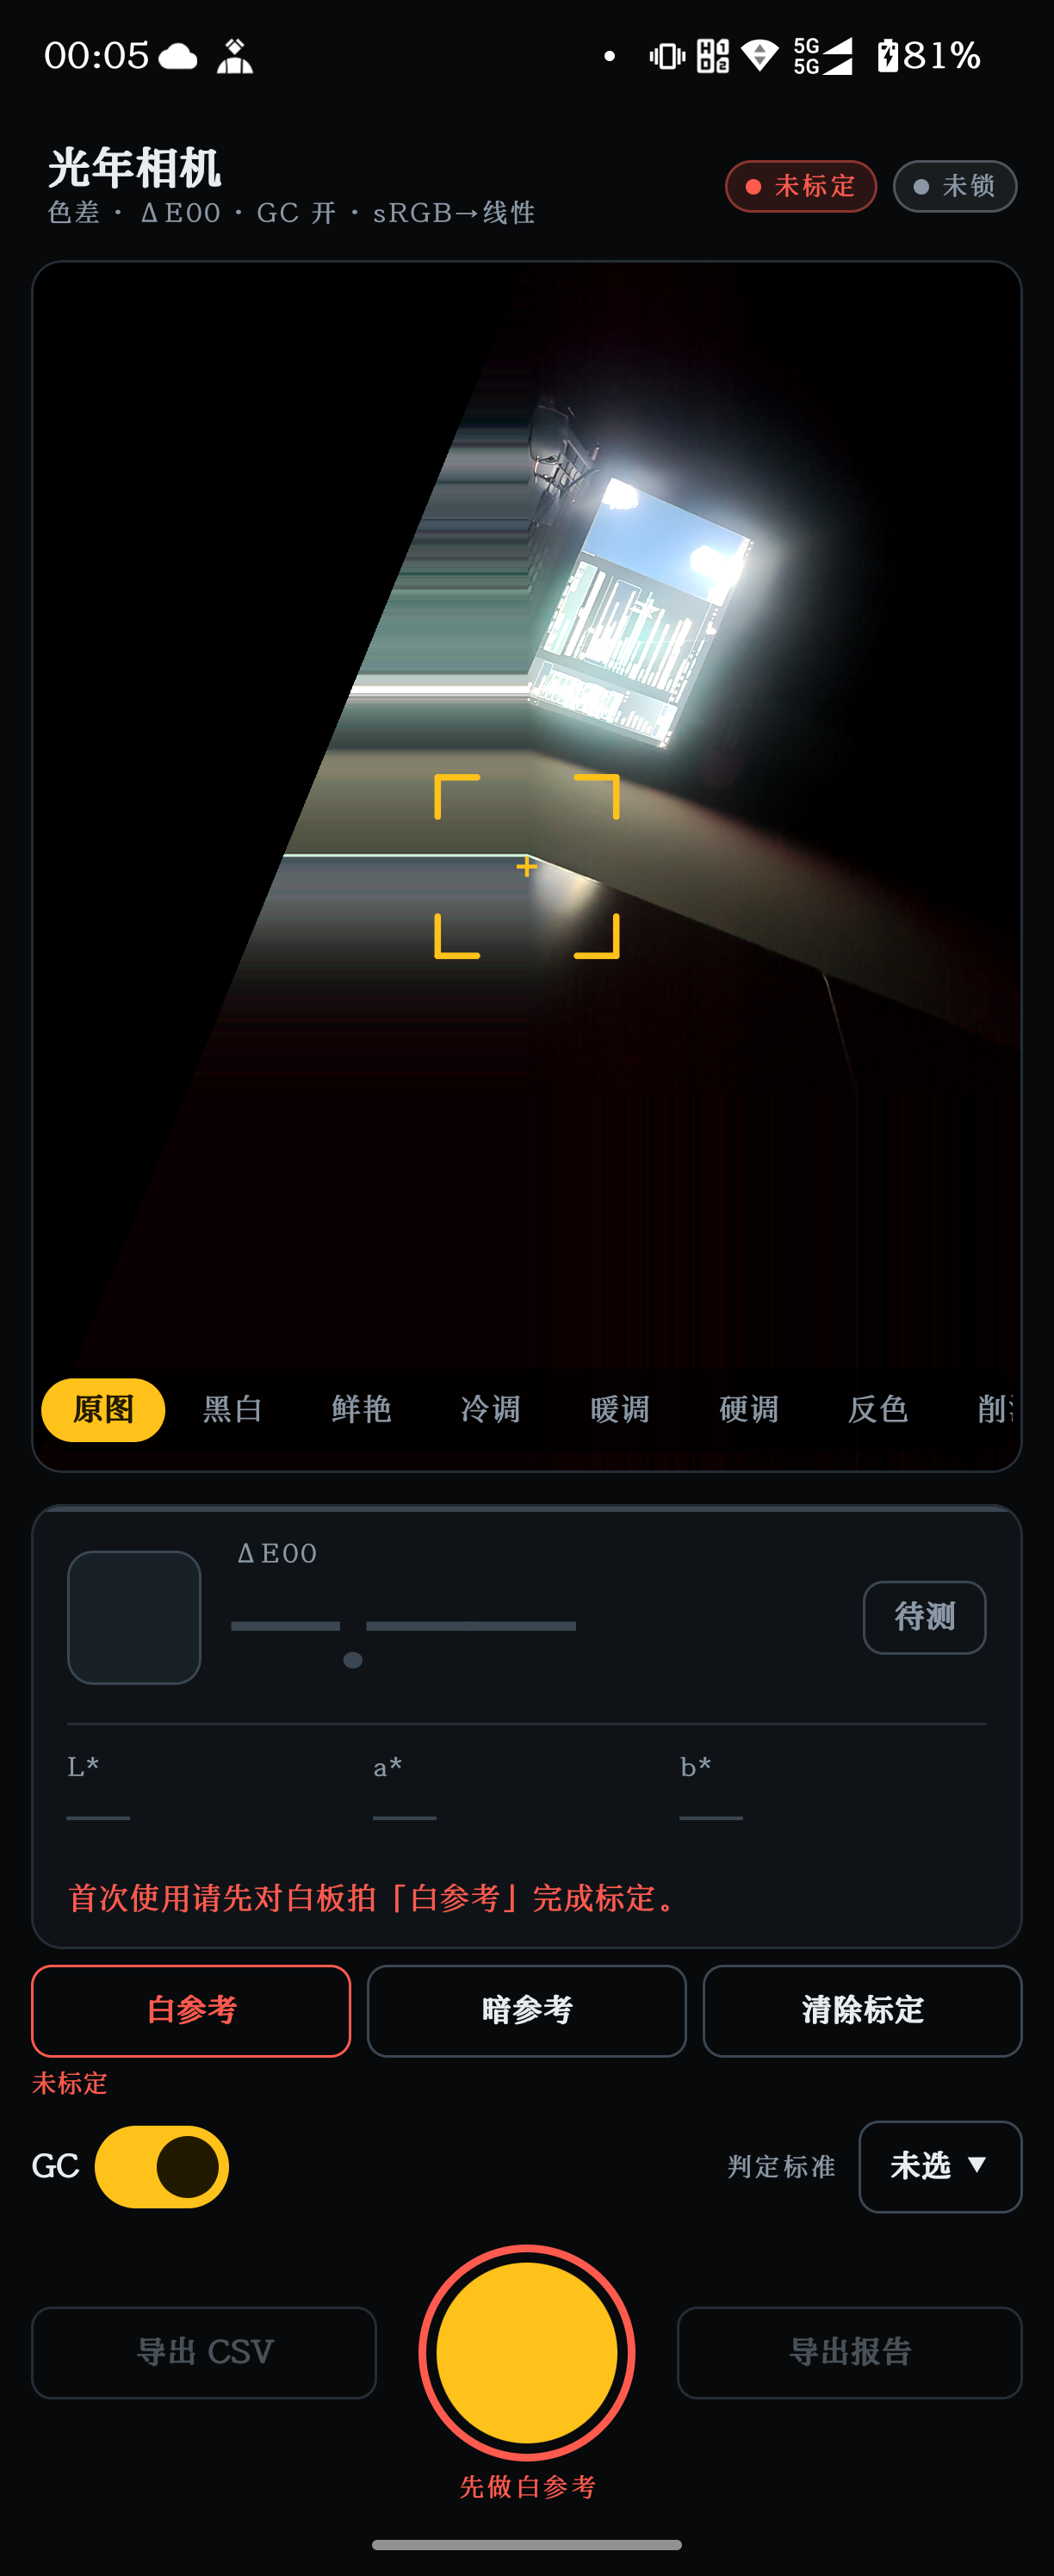 00:05
HD 1 2
5G
5G
81%
光年相机
色差 · ΔE00 · GC 开 · sRGB→线性
未标定
未锁
原图 黑白 鲜艳 冷调 暖调 硬调 反色
ΔE00
—.——
待测
L* a* b*
— — —
首次使用请先对白板拍「白参考」完成标定。
白参考 暗参考 清除标定
未标定
GC
判定标准 未选 ▼
导出 CSV
导出报告
先做白参考